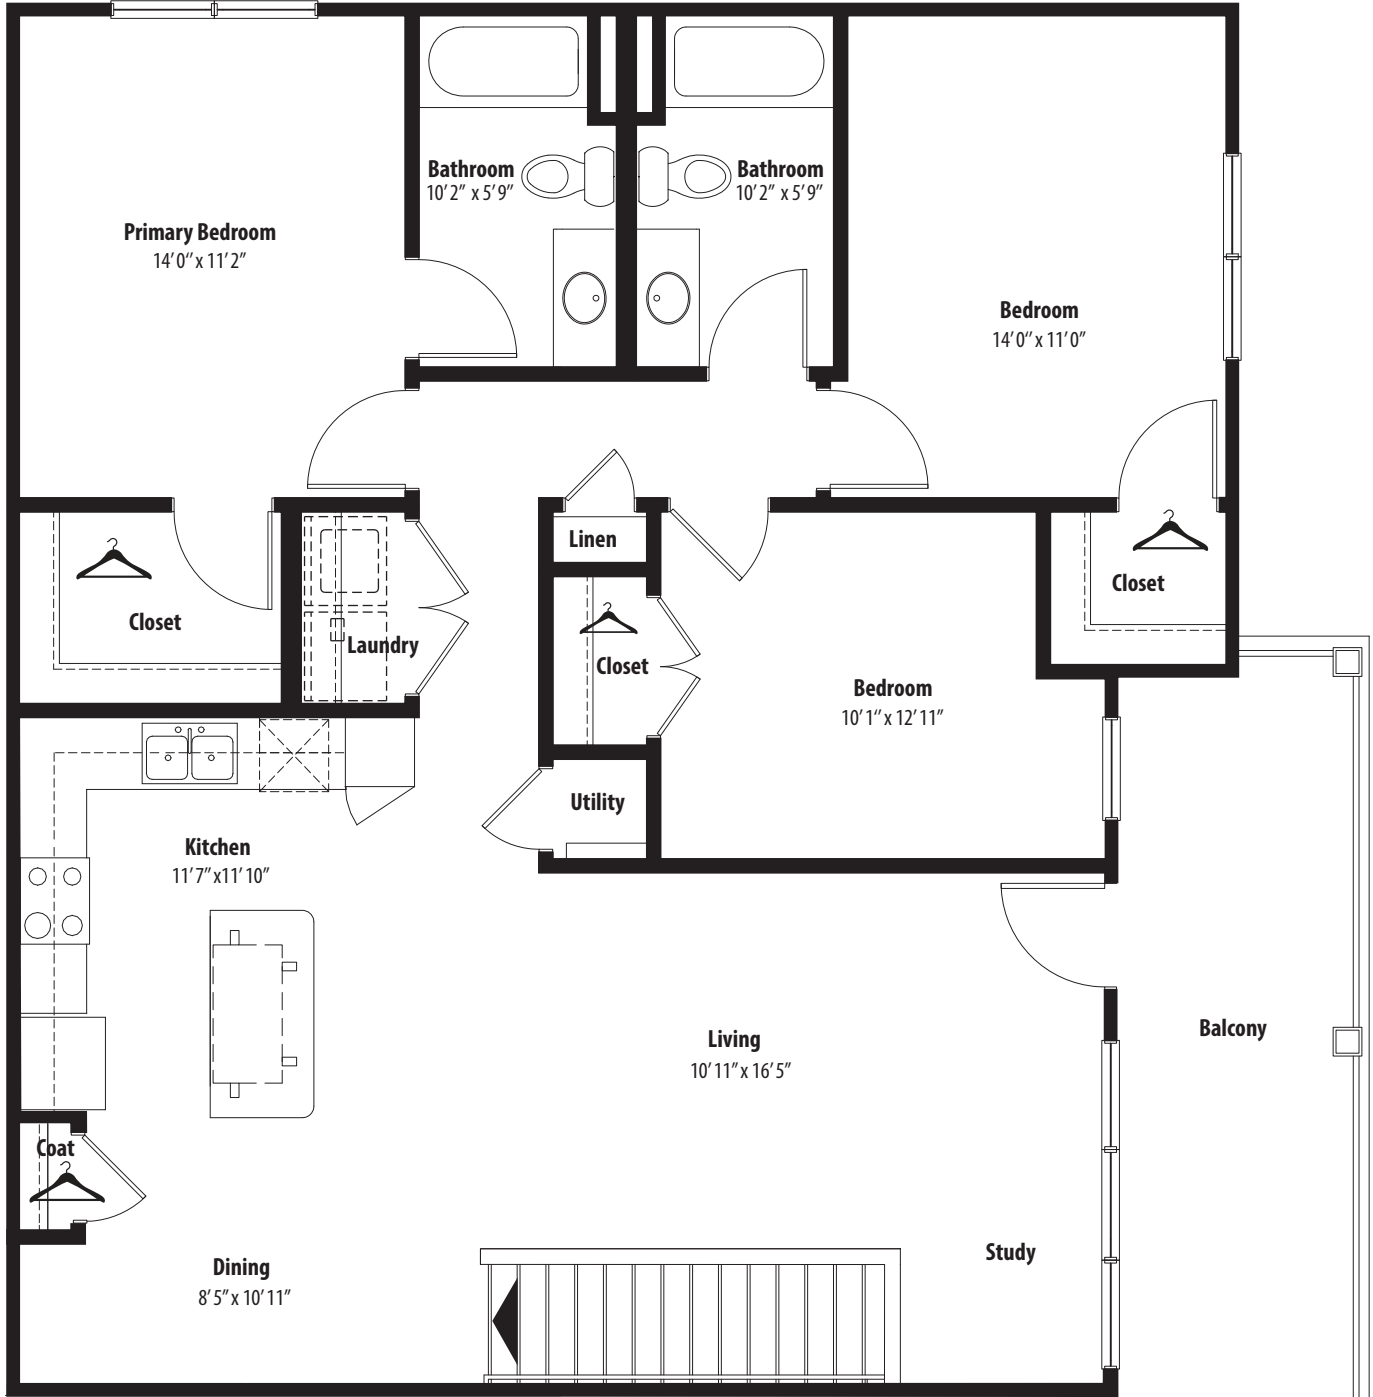 Bathroom
10'2" x 5'9"
Bathroom
10'2" x 5'9"
Primary Bedroom
14'0" x 11'2"
Bedroom
14'0" x 11'0"
Linen
Closet
Closet
Laundry
Closet
Bedroom
10'1" x 12'11"
Utility
Kitchen
11'7" x11'10"
Living
10'11" x 16'5"
Balcony
Coat
Dining
8'5" x 10'11"
Study